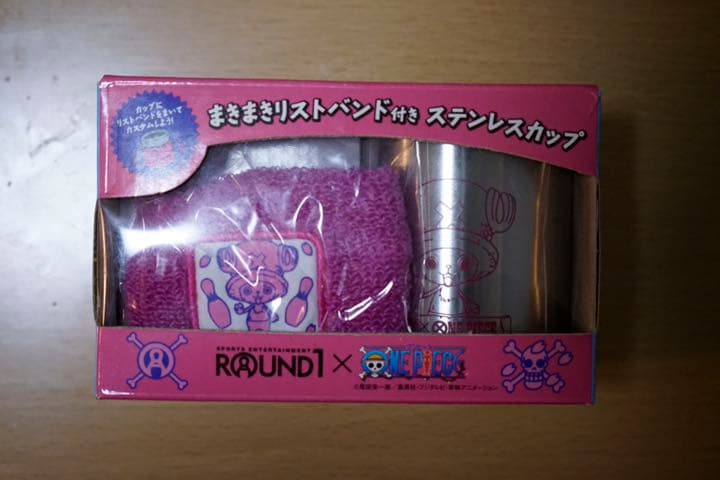 カップに
リストバンドをまいて
カスタムしよう!
まきまきリストバンド付き ステンレスカップ
ONE PIECE
SPORTS ENTERTAINMENT
ROUND1 × ONE PIECE
©尾田栄一郎/集英社・フジテレビ・東映アニメーション